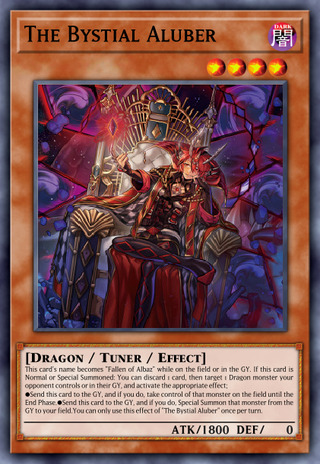 The Bystial Aluber
DARK
闇
[Dragon / Tuner / Effect]
This card's name becomes "Fallen of Albaz" while on the field or in the GY. If this card is
Normal or Special Summoned: You can discard 1 card, then target 1 Dragon monster your
opponent controls or in their GY, and activate the appropriate effect;
●Send this card to the GY, and if you do, take control of that monster on the field until the
End Phase.●Send this card to the GY, and if you do, Special Summon that monster from the
GY to your field.You can only use this effect of "The Bystial Aluber" once per turn.
ATK/1800 DEF/ 0